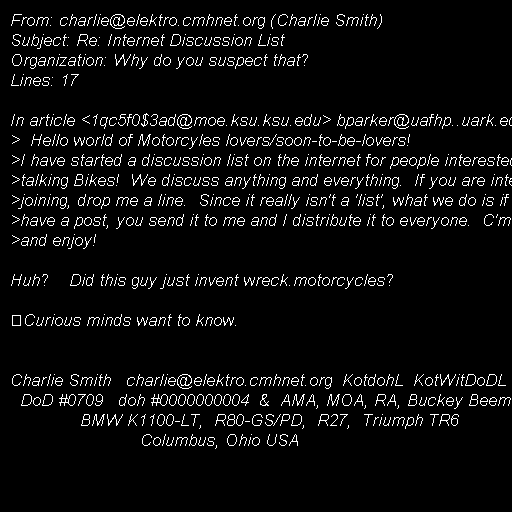 From: charlie@elektro.cmhnet.org (Charlie Smith)
Subject: Re: Internet Discussion List
Organization: Why do you suspect that?
Lines: 17

In article <1qc5f0$3ad@moe.ksu.ksu.edu> bparker@uafhp..uark.ed
>  Hello world of Motorcyles lovers/soon-to-be-lovers!
>I have started a discussion list on the internet for people interested
>talking Bikes!  We discuss anything and everything.  If you are inte
>joining, drop me a line.  Since it really isn't a 'list', what we do is if
>have a post, you send it to me and I distribute it to everyone.  C'm
>and enjoy!

Huh?    Did this guy just invent wreck.motorcycles?

Curious minds want to know.

Charlie Smith   charlie@elektro.cmhnet.org  KotdohL  KotWitDoDL
DoD #0709   doh #0000000004  &  AMA, MOA, RA, Buckey Beem
BMW K1100-LT,  R80-GS/PD,  R27,  Triumph TR6
Columbus, Ohio USA